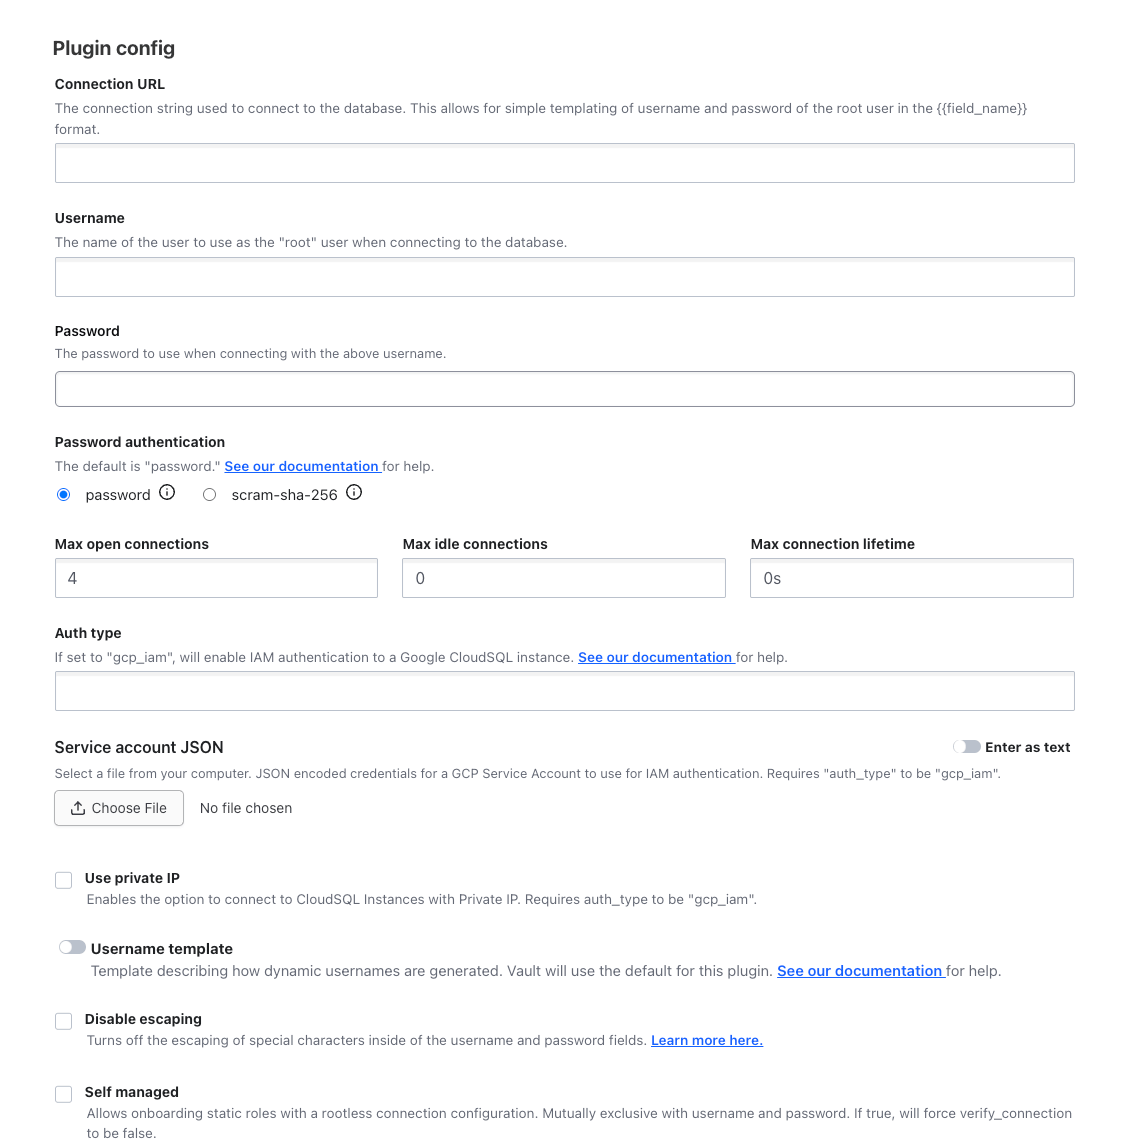 Plugin config
Connection URL
The connection string used to connect to the database. This allows for simple templating of username and password of the root user in the {{field_name}}
format.
Username
The name of the user to use as the "root" user when connecting to the database.
Password
The password to use when connecting with the above username.
Password authentication
The default is "password." See our documentation for help.
password scram-sha-256
Max open connections Max idle connections Max connection lifetime
4 0 0s
Auth type
If set to "gcp_iam", will enable IAM authentication to a Google CloudSQL instance. See our documentation for help.
Service account JSON Enter as text
Select a file from your computer. JSON encoded credentials for a GCP Service Account to use for IAM authentication. Requires "auth_type" to be "gcp_iam".
Choose File No file chosen
Use private IP
Enables the option to connect to CloudSQL Instances with Private IP. Requires auth_type to be "gcp_iam".
Username template
Template describing how dynamic usernames are generated. Vault will use the default for this plugin. See our documentation for help.
Disable escaping
Turns off the escaping of special characters inside of the username and password fields. Learn more here.
Self managed
Allows onboarding static roles with a rootless connection configuration. Mutually exclusive with username and password. If true, will force verify_connection
to be false.